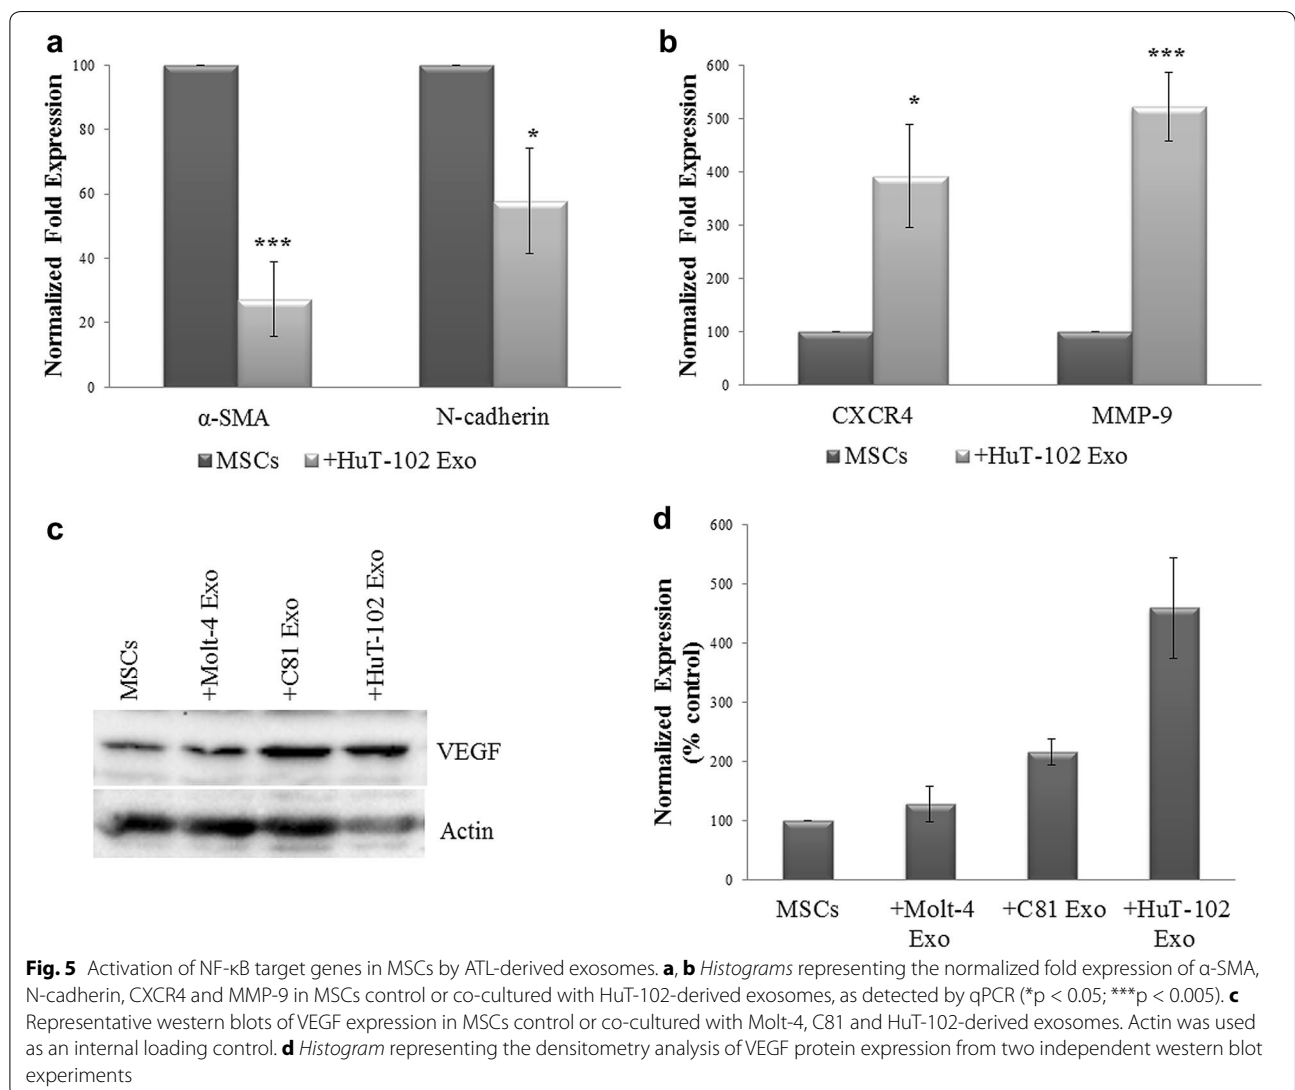 a
Normalized Fold Expression
100
80
60
40
20
0
***
*
α-SMA
N-cadherin
MSCs
+HuT-102 Exo
b
Normalized Fold Expression
600
500
400
300
200
100
0
*
***
CXCR4
MMP-9
MSCs
+HuT-102 Exo
c
MSCs
+Molt-4 Exo
+C81 Exo
+HuT-102 Exo
VEGF
Actin
d
Normalized Expression
(% control)
600
500
400
300
200
100
0
MSCs
+Molt-4
Exo
+C81 Exo
+HuT-102
Exo
Fig. 5 Activation of NF-κB target genes in MSCs by ATL-derived exosomes. a, b Histograms representing the normalized fold expression of α-SMA,
N-cadherin, CXCR4 and MMP-9 in MSCs control or co-cultured with HuT-102-derived exosomes, as detected by qPCR (*p < 0.05; ***p < 0.005). c
Representative western blots of VEGF expression in MSCs control or co-cultured with Molt-4, C81 and HuT-102-derived exosomes. Actin was used
as an internal loading control. d Histogram representing the densitometry analysis of VEGF protein expression from two independent western blot
experiments